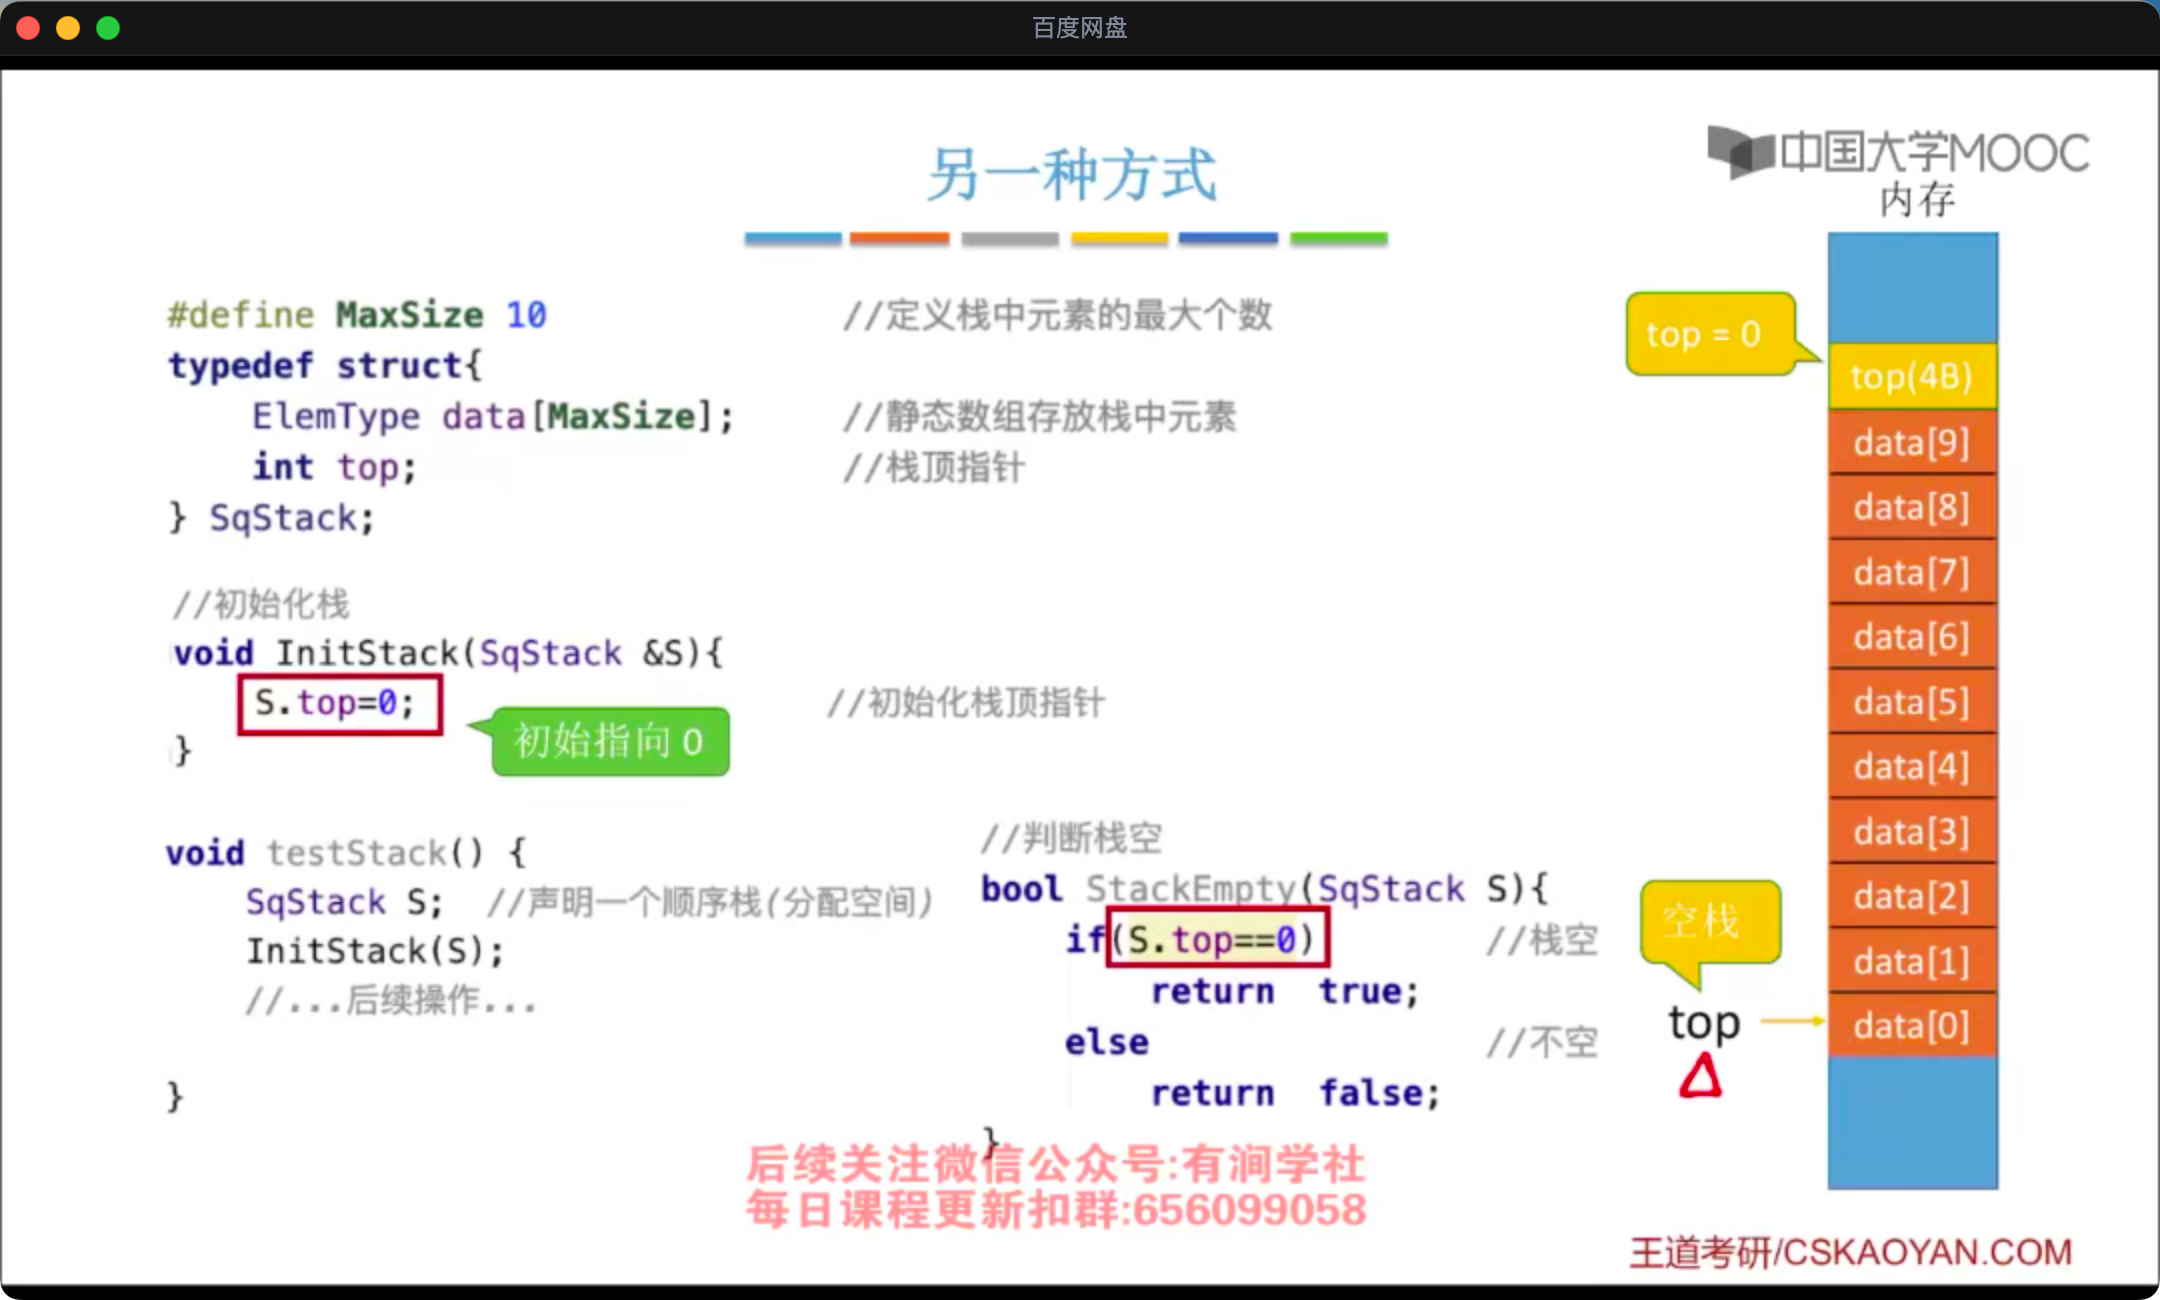 百度网盘
中国大学MOOC
另一种方式
内存
#define MaxSize 10 //定义栈中元素的最大个数
typedef struct{
ElemType data[MaxSize]; //静态数组存放栈中元素
int top; //栈顶指针
} SqStack;
//初始化栈
void InitStack(SqStack &S){
S.top=0; //初始化栈顶指针
初始指向 0
}
void testStack() {
SqStack S; //声明一个顺序栈(分配空间)
InitStack(S);
//...后续操作...
}
//判断栈空
bool StackEmpty(SqStack S){
if(S.top==0) //栈空
return true;
else //不空
return false;
}
top = 0
top(4B)
data[9]
data[8]
data[7]
data[6]
data[5]
data[4]
data[3]
data[2]
data[1]
data[0]
空栈
top
后续关注微信公众号:有涧学社
每日课程更新扣群:656099058
王道考研/CSKAOYAN.COM